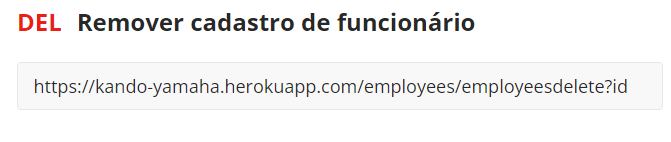 DEL Remover cadastro de funcionário
https://kando-yamaha.herokuapp.com/employees/employeesdelete?id